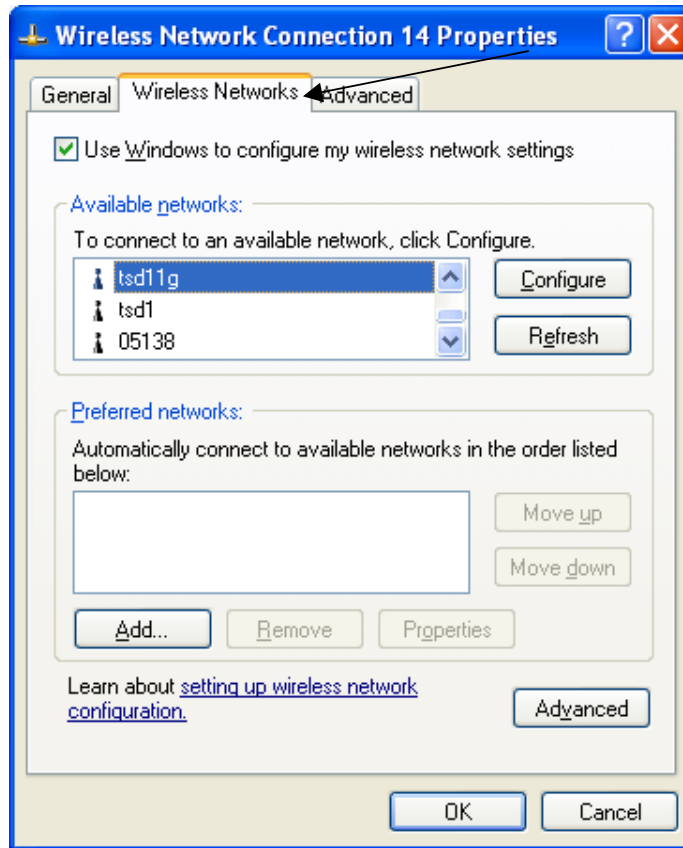 Wireless Network Connection 14 Properties
General Wireless Networks Advanced
Use Windows to configure my wireless network settings
Available networks:
To connect to an available network, click Configure.
tsd11g
tsd1
05138
Configure
Refresh
Preferred networks:
Automatically connect to available networks in the order listed
below:
Move up
Move down
Add... Remove Properties
Learn about setting up wireless network
configuration.
Advanced
OK Cancel